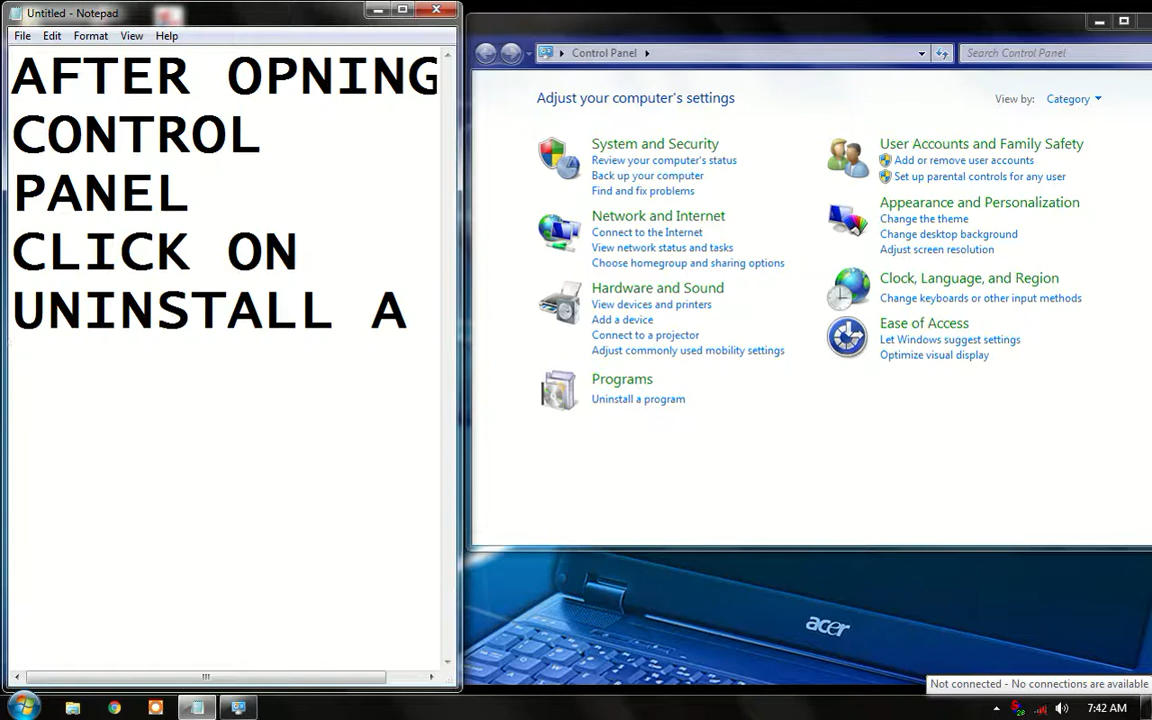 Untitled - Notepad
File Edit Format View Help
AFTER OPNING
CONTROL
PANEL
CLICK ON
UNINSTALL A
Control Panel
Search Control Panel
Adjust your computer's settings
View by: Category
System and Security
Review your computer's status
Back up your computer
Find and fix problems
Network and Internet
Connect to the Internet
View network status and tasks
Choose homegroup and sharing options
Hardware and Sound
View devices and printers
Add a device
Connect to a projector
Adjust commonly used mobility settings
Programs
Uninstall a program
User Accounts and Family Safety
Add or remove user accounts
Set up parental controls for any user
Appearance and Personalization
Change the theme
Change desktop background
Adjust screen resolution
Clock, Language, and Region
Change keyboards or other input methods
Ease of Access
Let Windows suggest settings
Optimize visual display
acer
Not connected - No connections are available
7:42 AM